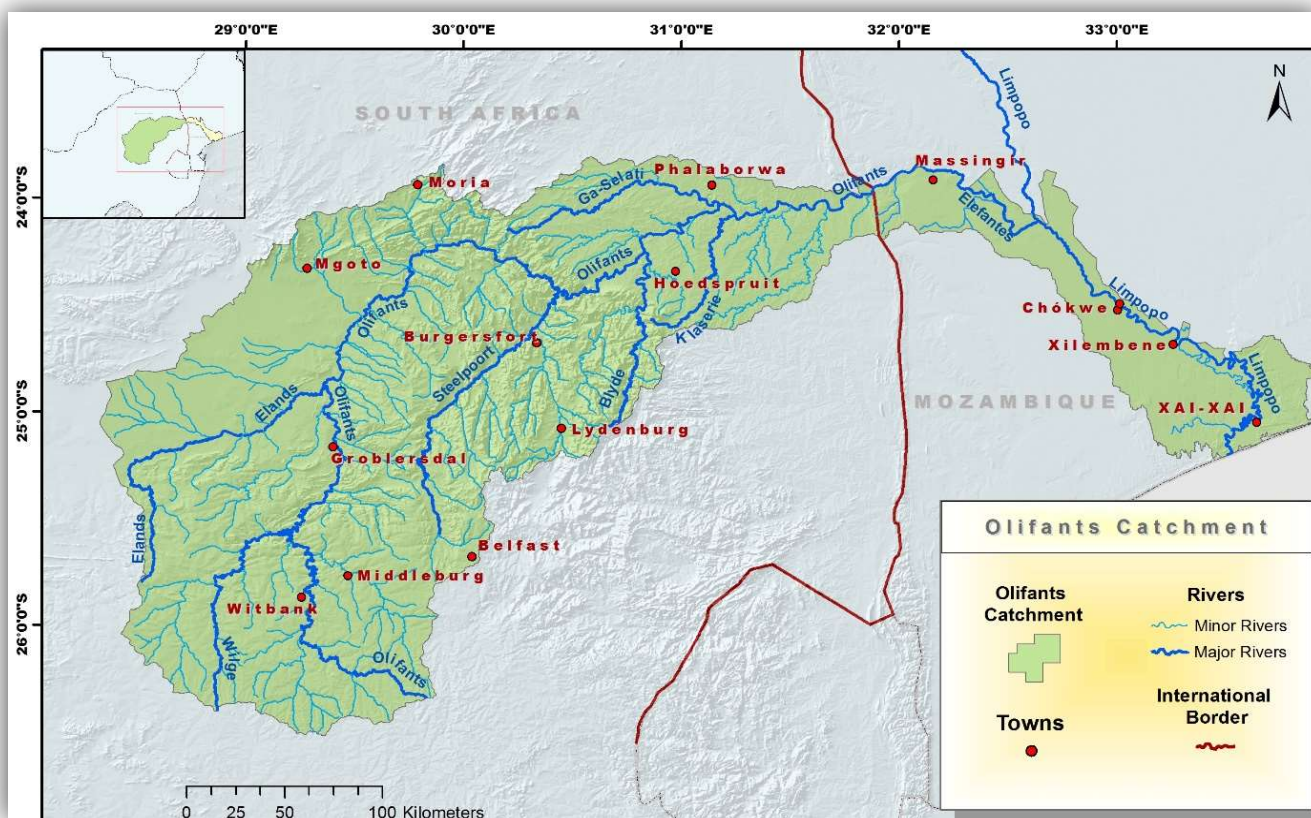 29°0'0"E
30°0'0"E
31°0'0"E
32°0'0"E
33°0'0"E
24°0'0"S
25°0'0"S
26°0'0"S
N
SOUTH AFRICA
MOZAMBIQUE
Limpopo
Massingir
Phalaborwa
Olifants
Ga-Selati
Moria
Elefantes
Mgoto
Olifants
Hoedspruit
Limpopo
Chókwe
Klaserie
Olifants
Burgersfort
Xilembene
Steelpoort
Blyde
Limpopo
Elands
Olifants
XAI-XAI
Lydenburg
Groblersdal
Elands
Belfast
Middleburg
Witbank
Wilge
Olifants
0 25 50 100 Kilometers
Olifants Catchment
Olifants
Catchment
Rivers
Minor Rivers
Major Rivers
International
Border
Towns